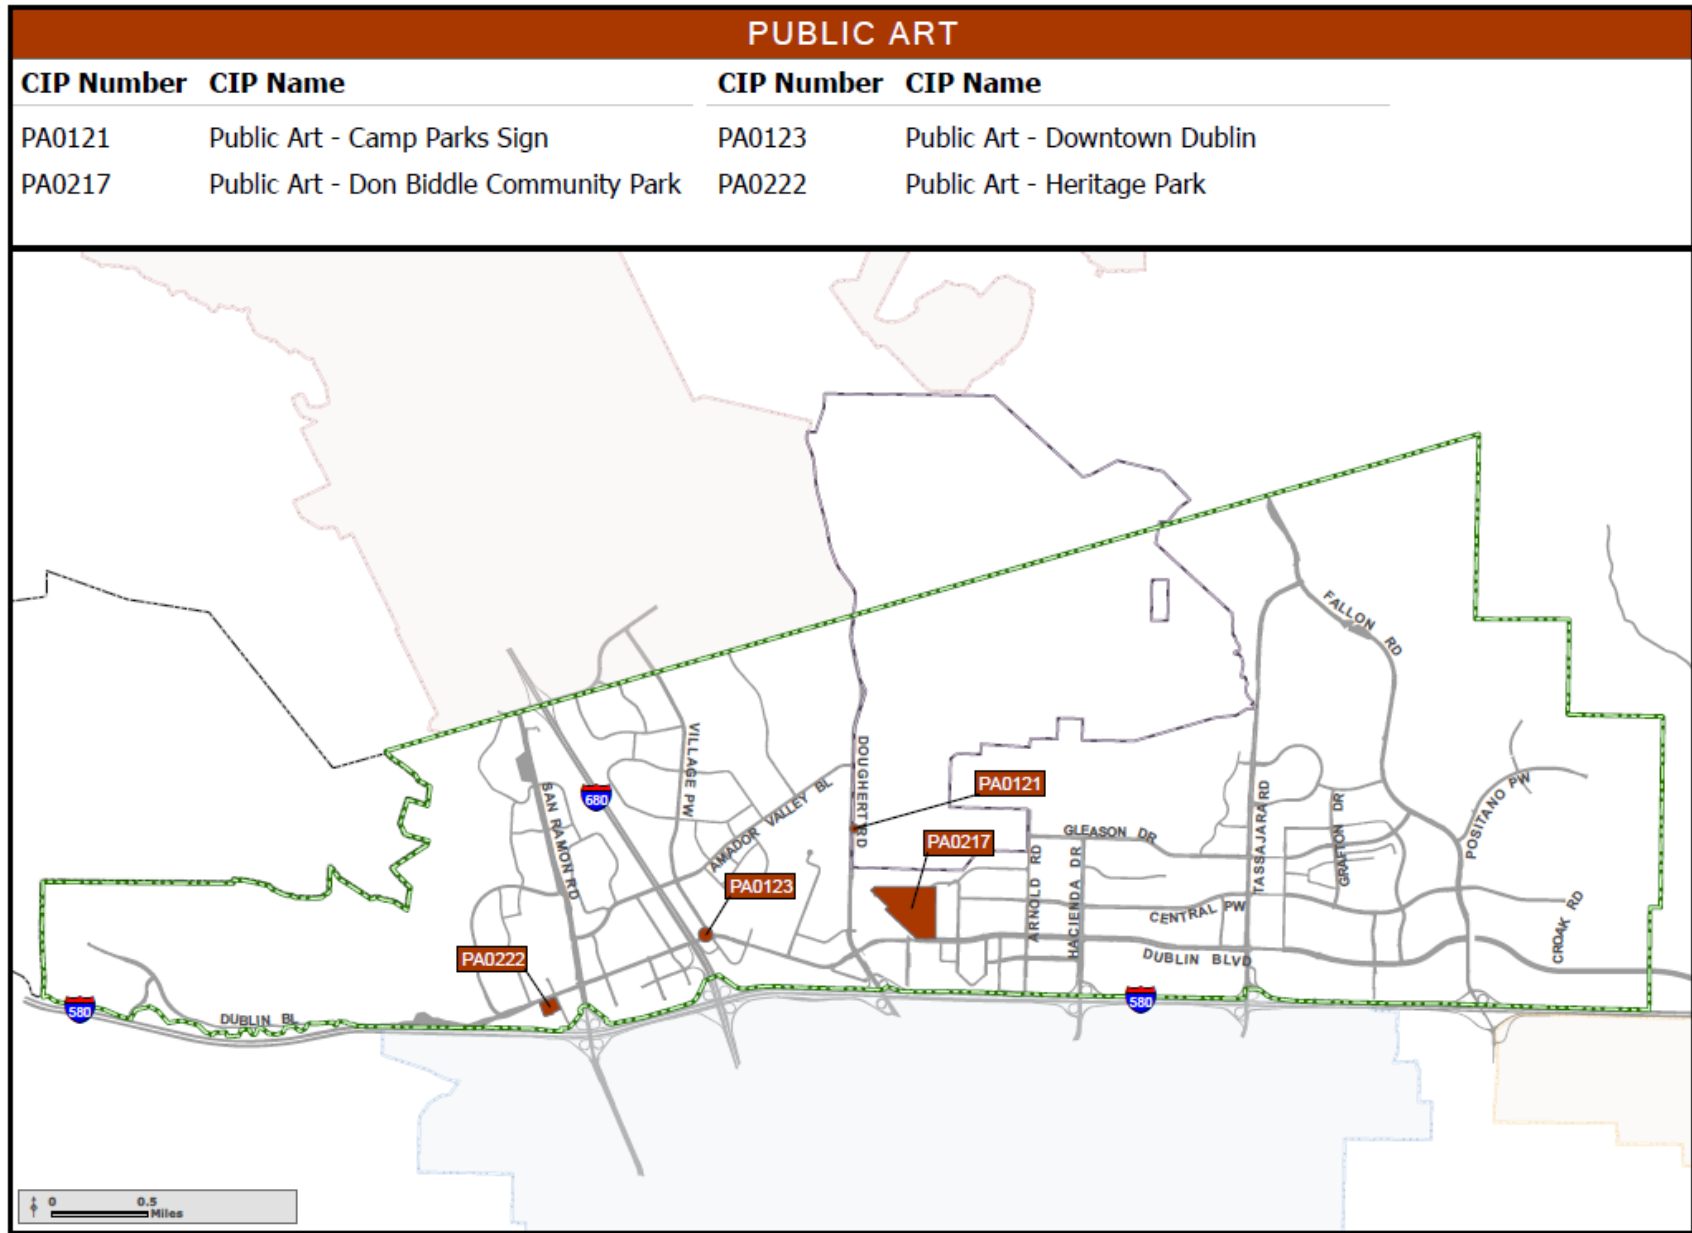 PUBLIC ART
CIP Number CIP Name CIP Number CIP Name
PA0121 Public Art - Camp Parks Sign PA0123 Public Art - Downtown Dublin
PA0217 Public Art - Don Biddle Community Park PA0222 Public Art - Heritage Park
FALLON RD
VILLAGE PW
DOUGHERTY RD
PA0121
SAN RAMON RD
680
AMADOR VALLEY BL
TASSAJARA RD
GRAFTON DR
POSITANO PW
GLEASON DR
PA0217
ARNOLD RD
HACIENDA DR
PA0123
CENTRAL PW
CROAK RD
PA0222
DUBLIN BLVD
580
580
DUBLIN BL
0 0.5
Miles